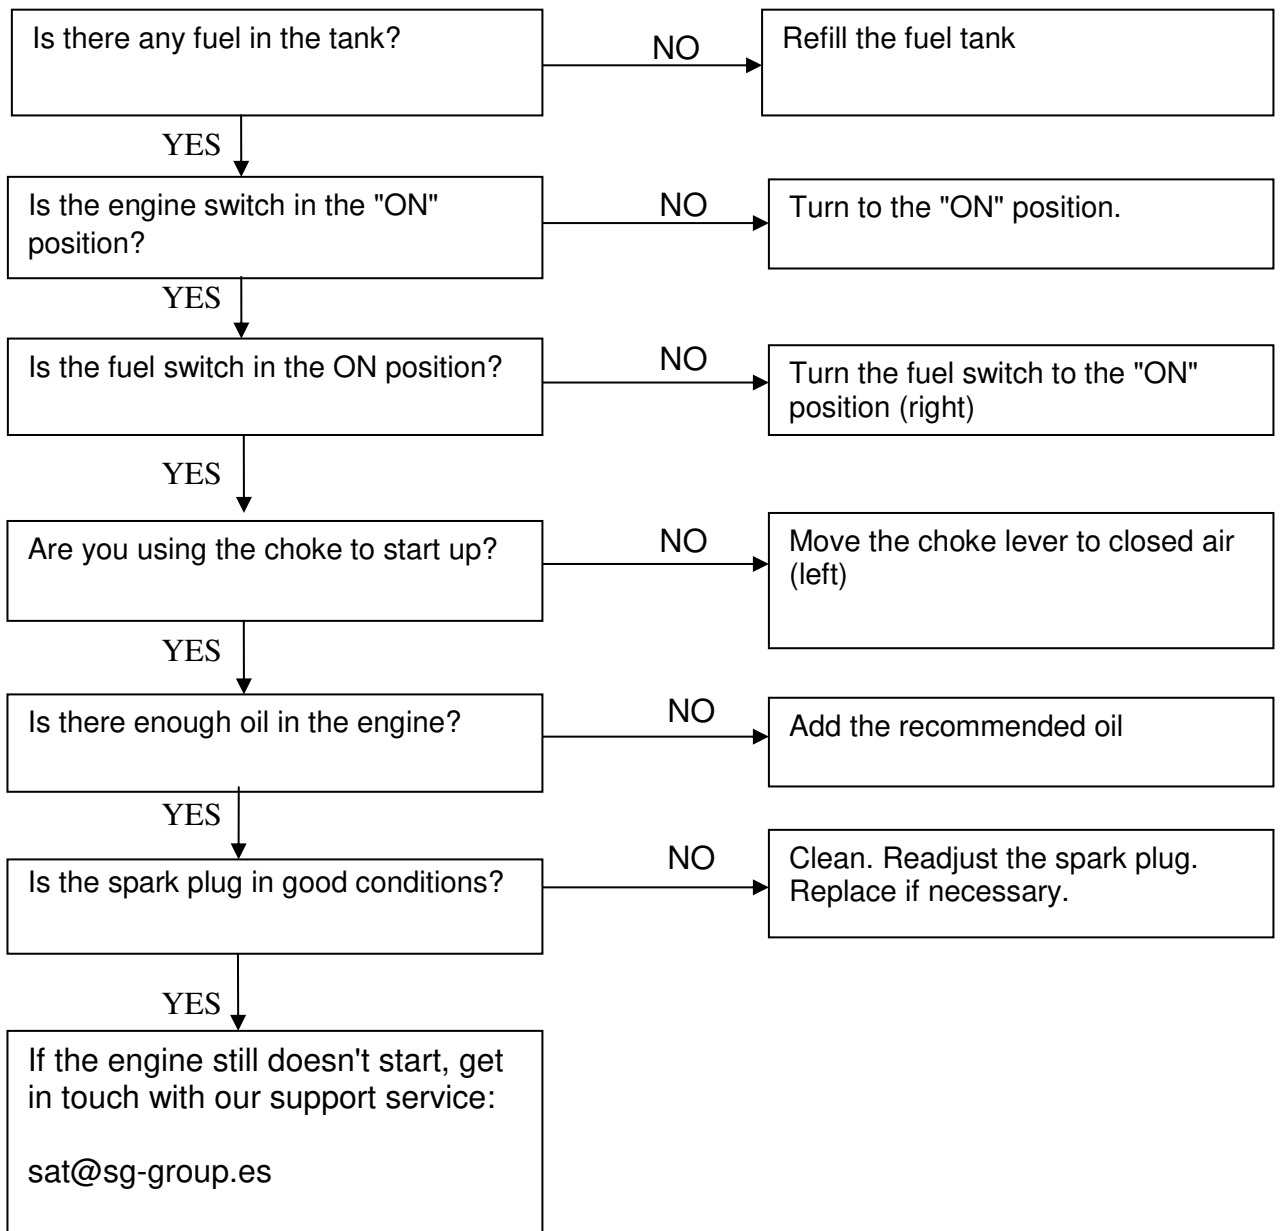 Is there any fuel in the tank?
NO
Refill the fuel tank
YES
Is the engine switch in the "ON"
position?
NO
Turn to the "ON" position.
YES
Is the fuel switch in the ON position?
NO
Turn the fuel switch to the "ON"
position (right)
YES
Are you using the choke to start up?
NO
Move the choke lever to closed air
(left)
YES
Is there enough oil in the engine?
NO
Add the recommended oil
YES
Is the spark plug in good conditions?
NO
Clean. Readjust the spark plug.
Replace if necessary.
YES
If the engine still doesn't start, get
in touch with our support service:
sat@sg-group.es